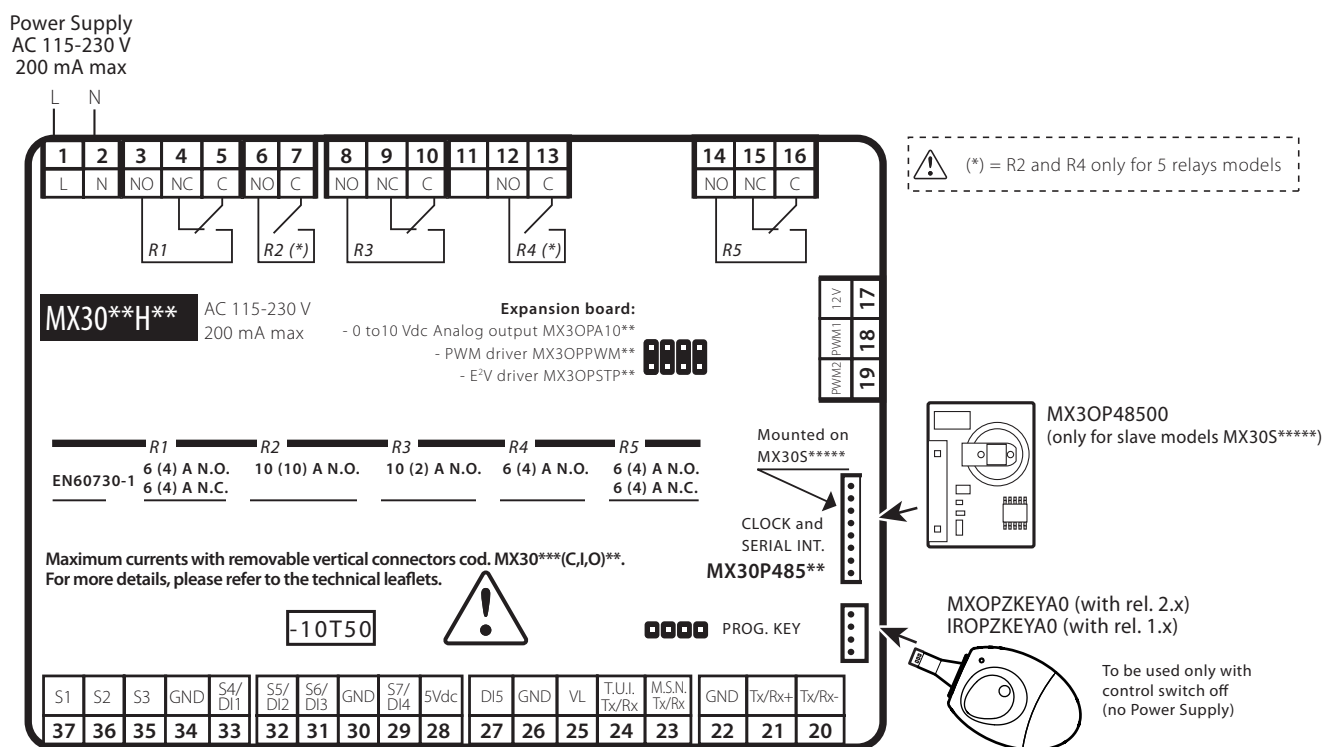 Power Supply
AC 115-230 V
200 mA max
L N
1 2 3 4 5 6 7 8 9 10 11 12 13 14 15 16
L N NO NC C NO C NO NC C NO C NO NC C
R1 R2 (*) R3 R4 (*) R5
(*) = R2 and R4 only for 5 relays models
MX30**H**
AC 115-230 V
200 mA max
Expansion board:
- 0 to10 Vdc Analog output MX3OPA10**
- PWM driver MX3OPPWM**
- E²V driver MX3OPSTP**
12V 17
PWM1 18
PWM2 19
MX3OP48500
(only for slave models MX30S*****)
Mounted on
MX30S*****
R1 R2 R3 R4 R5
EN60730-1
6 (4) A N.O. 10 (10) A N.O. 10 (2) A N.O. 6 (4) A N.O. 6 (4) A N.O.
6 (4) A N.C. 6 (4) A N.C.
CLOCK and
SERIAL INT.
MX30P485**
Maximum currents with removable vertical connectors cod. MX30***(C,I,O)**.
For more details, please refer to the technical leaflets.
-10T50
!
PROG. KEY
MXOPZKEYA0 (with rel. 2.x)
IROPZKEYA0 (with rel. 1.x)
To be used only with
control switch off
(no Power Supply)
S1 S2 S3 GND S4/DI1 S5/DI2 S6/DI3 GND S7/DI4 5Vdc DI5 GND VL T.U.I. Tx/Rx M.S.N. Tx/Rx GND Tx/Rx+ Tx/Rx-
37 36 35 34 33 32 31 30 29 28 27 26 25 24 23 22 21 20